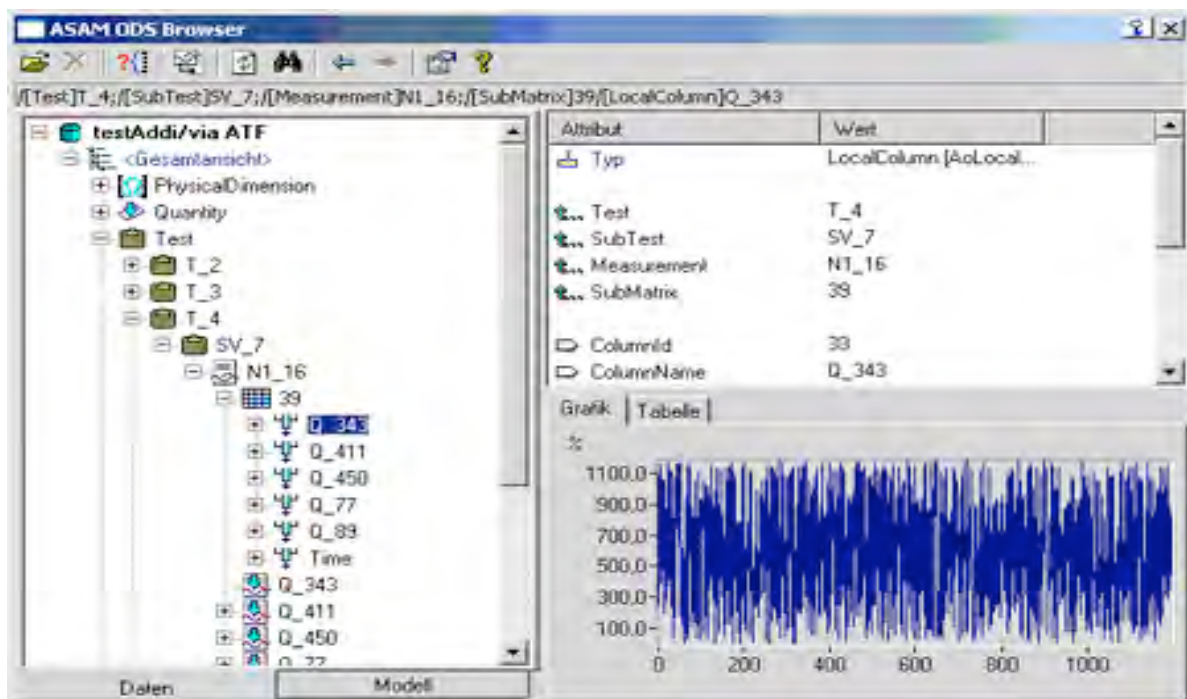 ASAM ODS Browser
/[Test]T_4;/[SubTest]SV_7;/[Measurement]N1_16;/[SubMatrix]39/[LocalColumn]Q_343
testAddi/via ATF
<Gesamtansicht>
PhysicalDimension
Quantity
Test
T_2
T_3
T_4
SV_7
N1_16
39
Q_343
Q_411
Q_450
Q_77
Q_89
Time
Q_343
Q_411
Q_450
Q_77
Daten Modell
Attribut Wert
Typ LocalColumn [AoLocal...
Test T_4
SubTest SV_7
Measurement N1_16
SubMatrix 39
ColumnId 33
ColumnName Q_343
Grafik Tabelle
%
1100,0
900,0
700,0
500,0
300,0
100,0
0 200 400 600 800 1000